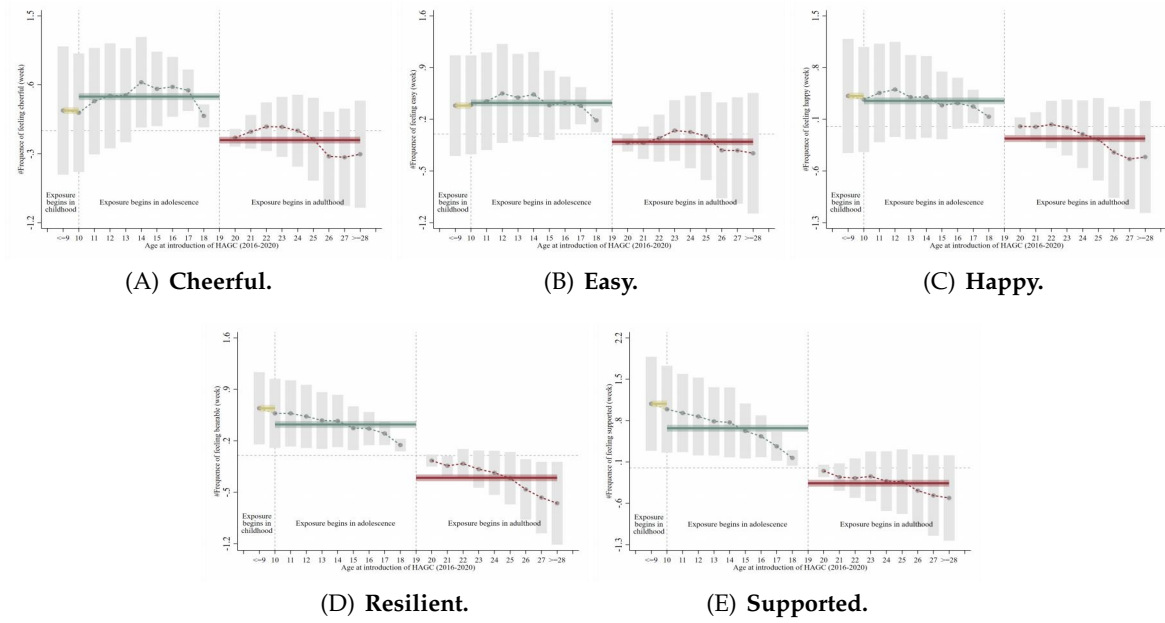 1.5
.6
-.3
-1.2
#Frequence of feeling cheerful (week)
Exposure
begins in
childhood
Exposure begins in adolescence
Exposure begins in adulthood
<=9 10 11 12 13 14 15 16 17 18 19 20 21 22 23 24 25 26 27 >=28
Age at introduction of HAGC (2016-2020)
(A) Cheerful.
1.6
.9
.2
-.5
-1.2
#Frequence of feeling easy (week)
Exposure
begins in
childhood
Exposure begins in adolescence
Exposure begins in adulthood
<=9 10 11 12 13 14 15 16 17 18 19 20 21 22 23 24 25 26 27 >=28
Age at introduction of HAGC (2016-2020)
(B) Easy.
1.5
.8
.1
-.6
-1.3
#Frequence of feeling happy (week)
Exposure
begins in
childhood
Exposure begins in adolescence
Exposure begins in adulthood
<=9 10 11 12 13 14 15 16 17 18 19 20 21 22 23 24 25 26 27 >=28
Age at introduction of HAGC (2016-2020)
(C) Happy.
1.6
.9
.2
-.5
-1.2
#Frequence of feeling bearable (week)
Exposure
begins in
childhood
Exposure begins in adolescence
Exposure begins in adulthood
<=9 10 11 12 13 14 15 16 17 18 19 20 21 22 23 24 25 26 27 >=28
Age at introduction of HAGC (2016-2020)
(D) Resilient.
2.2
1.5
.8
.1
-.6
-1.3
#Frequence of feeling supported (week)
Exposure
begins in
childhood
Exposure begins in adolescence
Exposure begins in adulthood
<=9 10 11 12 13 14 15 16 17 18 19 20 21 22 23 24 25 26 27 >=28
Age at introduction of HAGC (2016-2020)
(E) Supported.